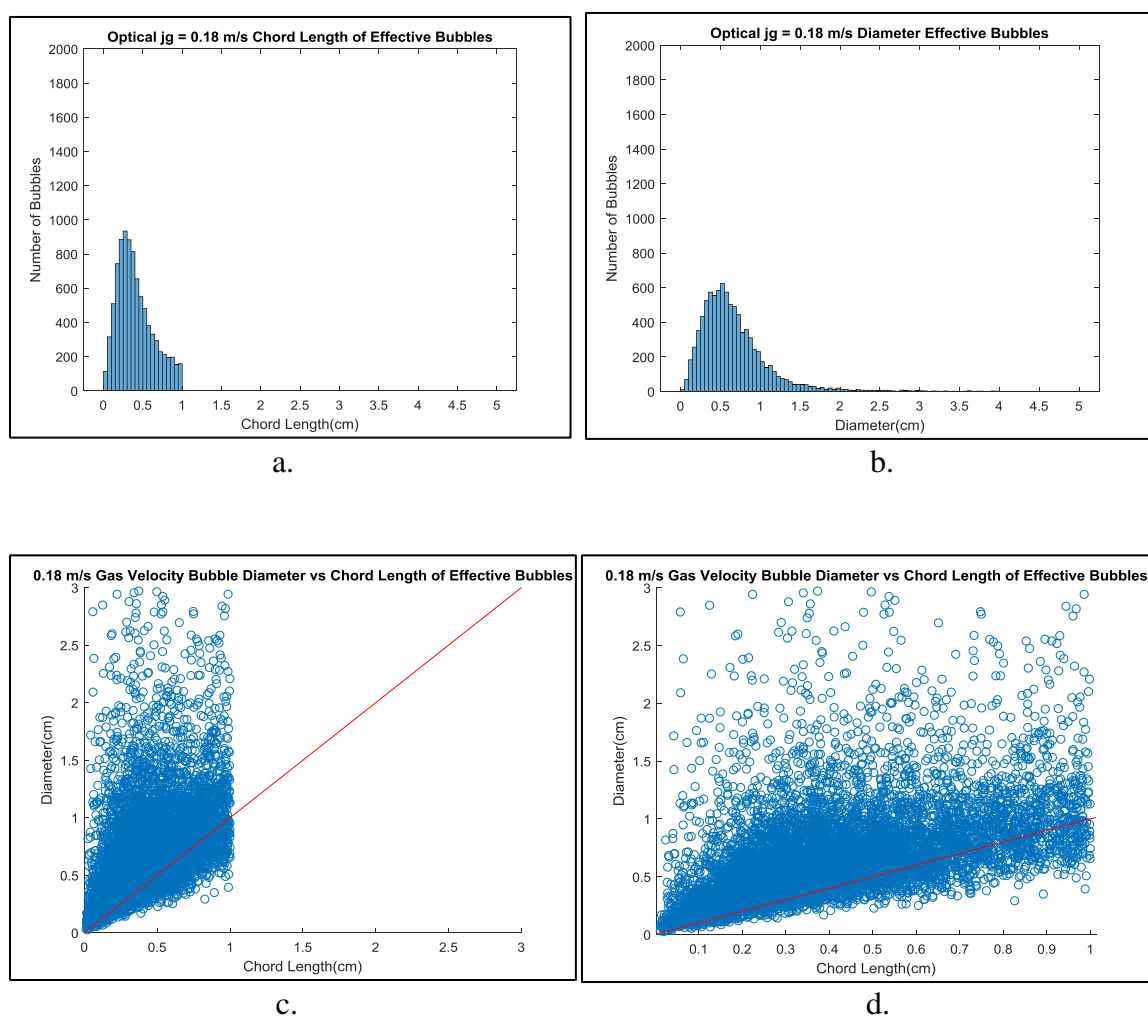 Optical jg = 0.18 m/s Chord Length of Effective Bubbles
2000
1800
1600
1400
1200
1000
800
600
400
200
0
Number of Bubbles
0 0.5 1 1.5 2 2.5 3 3.5 4 4.5 5
Chord Length(cm)
a.
Optical jg = 0.18 m/s Diameter Effective Bubbles
2000
1800
1600
1400
1200
1000
800
600
400
200
0
Number of Bubbles
0 0.5 1 1.5 2 2.5 3 3.5 4 4.5 5
Diameter(cm)
b.
0.18 m/s Gas Velocity Bubble Diameter vs Chord Length of Effective Bubbles
3
2.5
2
1.5
1
0.5
0
Diameter(cm)
0 0.5 1 1.5 2 2.5 3
Chord Length(cm)
c.
0.18 m/s Gas Velocity Bubble Diameter vs Chord Length of Effective Bubbles
3
2.5
2
1.5
1
0.5
0
Diameter(cm)
0.1 0.2 0.3 0.4 0.5 0.6 0.7 0.8 0.9 1
Chord Length(cm)
d.